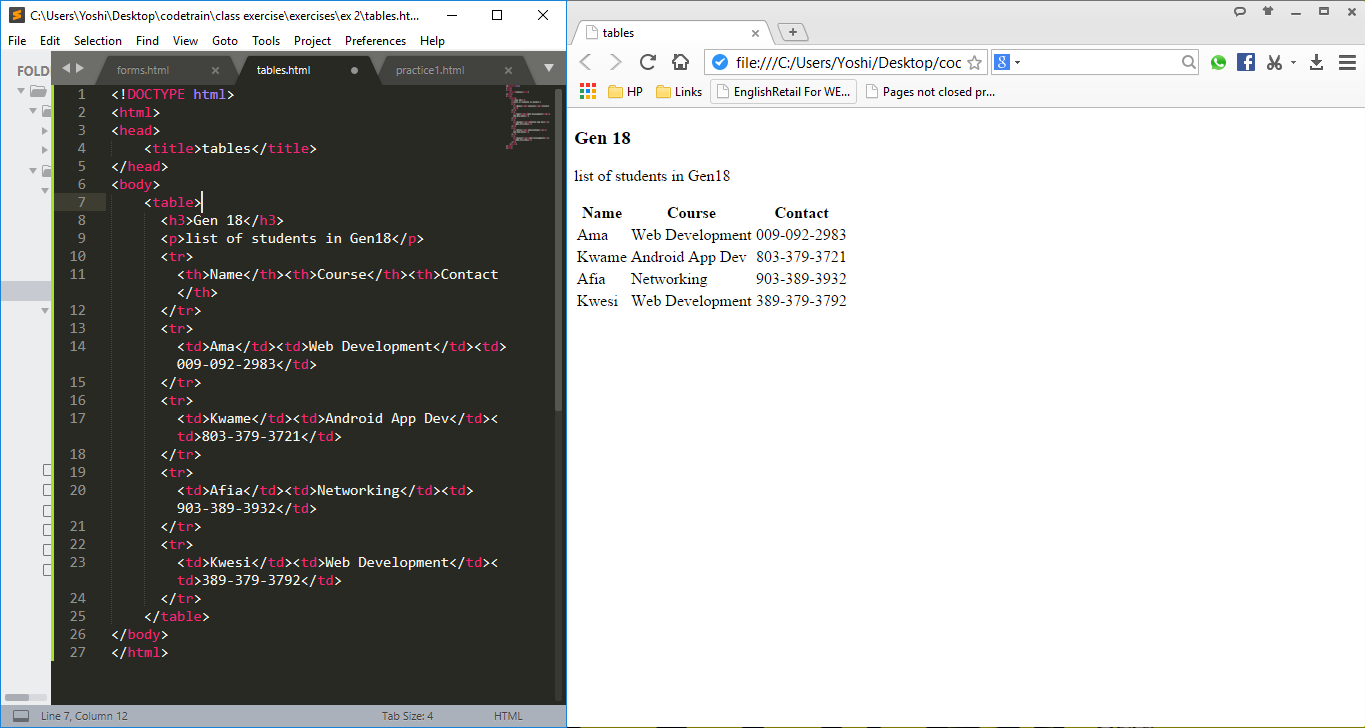 C:\Users\Yoshi\Desktop\codetrain\class exercise\exercises\ex 2\tables.ht...
File Edit Selection Find View Goto Tools Project Preferences Help
FOLD
forms.html tables.html practice1.html
1 <!DOCTYPE html>
2 <html>
3 <head>
4 <title>tables</title>
5 </head>
6 <body>
7 <table>
8 <h3>Gen 18</h3>
9 <p>list of students in Gen18</p>
10 <tr>
11 <th>Name</th><th>Course</th><th>Contact
</th>
12 </tr>
13 <tr>
14 <td>Ama</td><td>Web Development</td><td>
009-092-2983</td>
15 </tr>
16 <tr>
17 <td>Kwame</td><td>Android App Dev</td><
td>803-379-3721</td>
18 </tr>
19 <tr>
20 <td>Afia</td><td>Networking</td><td>
903-389-3932</td>
21 </tr>
22 <tr>
23 <td>Kwesi</td><td>Web Development</td><
td>389-379-3792</td>
24 </tr>
25 </table>
26 </body>
27 </html>
Line 7, Column 12 Tab Size: 4 HTML
tables
file:///C:/Users/Yoshi/Desktop/coc
HP Links EnglishRetail For WE... Pages not closed pr...
Gen 18
list of students in Gen18
Name Course Contact
Ama Web Development 009-092-2983
Kwame Android App Dev 803-379-3721
Afia Networking 903-389-3932
Kwesi Web Development 389-379-3792